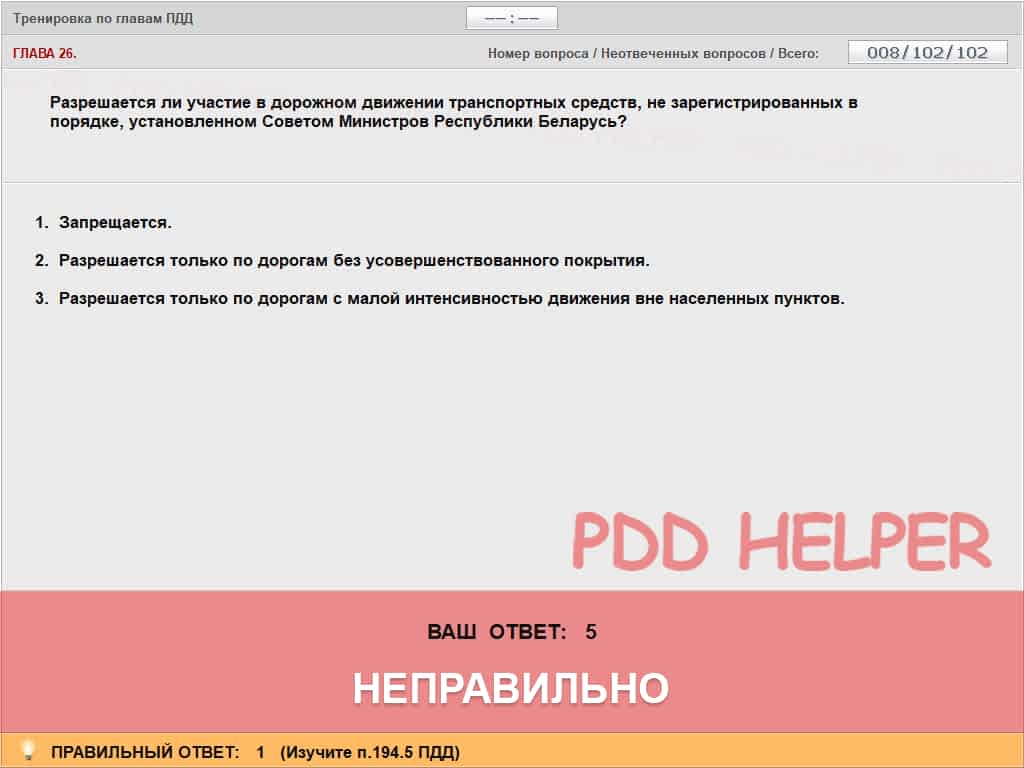 Тренировка по главам ПДД
—— : ——
ГЛАВА 26.
Номер вопроса / Неотвеченных вопросов / Всего:
008/102/102
Разрешается ли участие в дорожном движении транспортных средств, не зарегистрированных в
порядке, установленном Советом Министров Республики Беларусь?
1. Запрещается.
2. Разрешается только по дорогам без усовершенствованного покрытия.
3. Разрешается только по дорогам с малой интенсивностью движения вне населенных пунктов.
PDD HELPER
ВАШ ОТВЕТ: 5
НЕПРАВИЛЬНО
ПРАВИЛЬНЫЙ ОТВЕТ: 1 (Изучите п.194.5 ПДД)